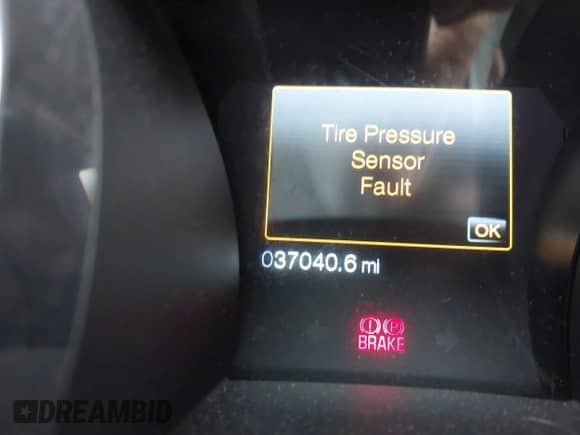 Tire Pressure
Sensor
Fault
OK
037040.6 mi
(!) (P)
BRAKE
DREAMBID